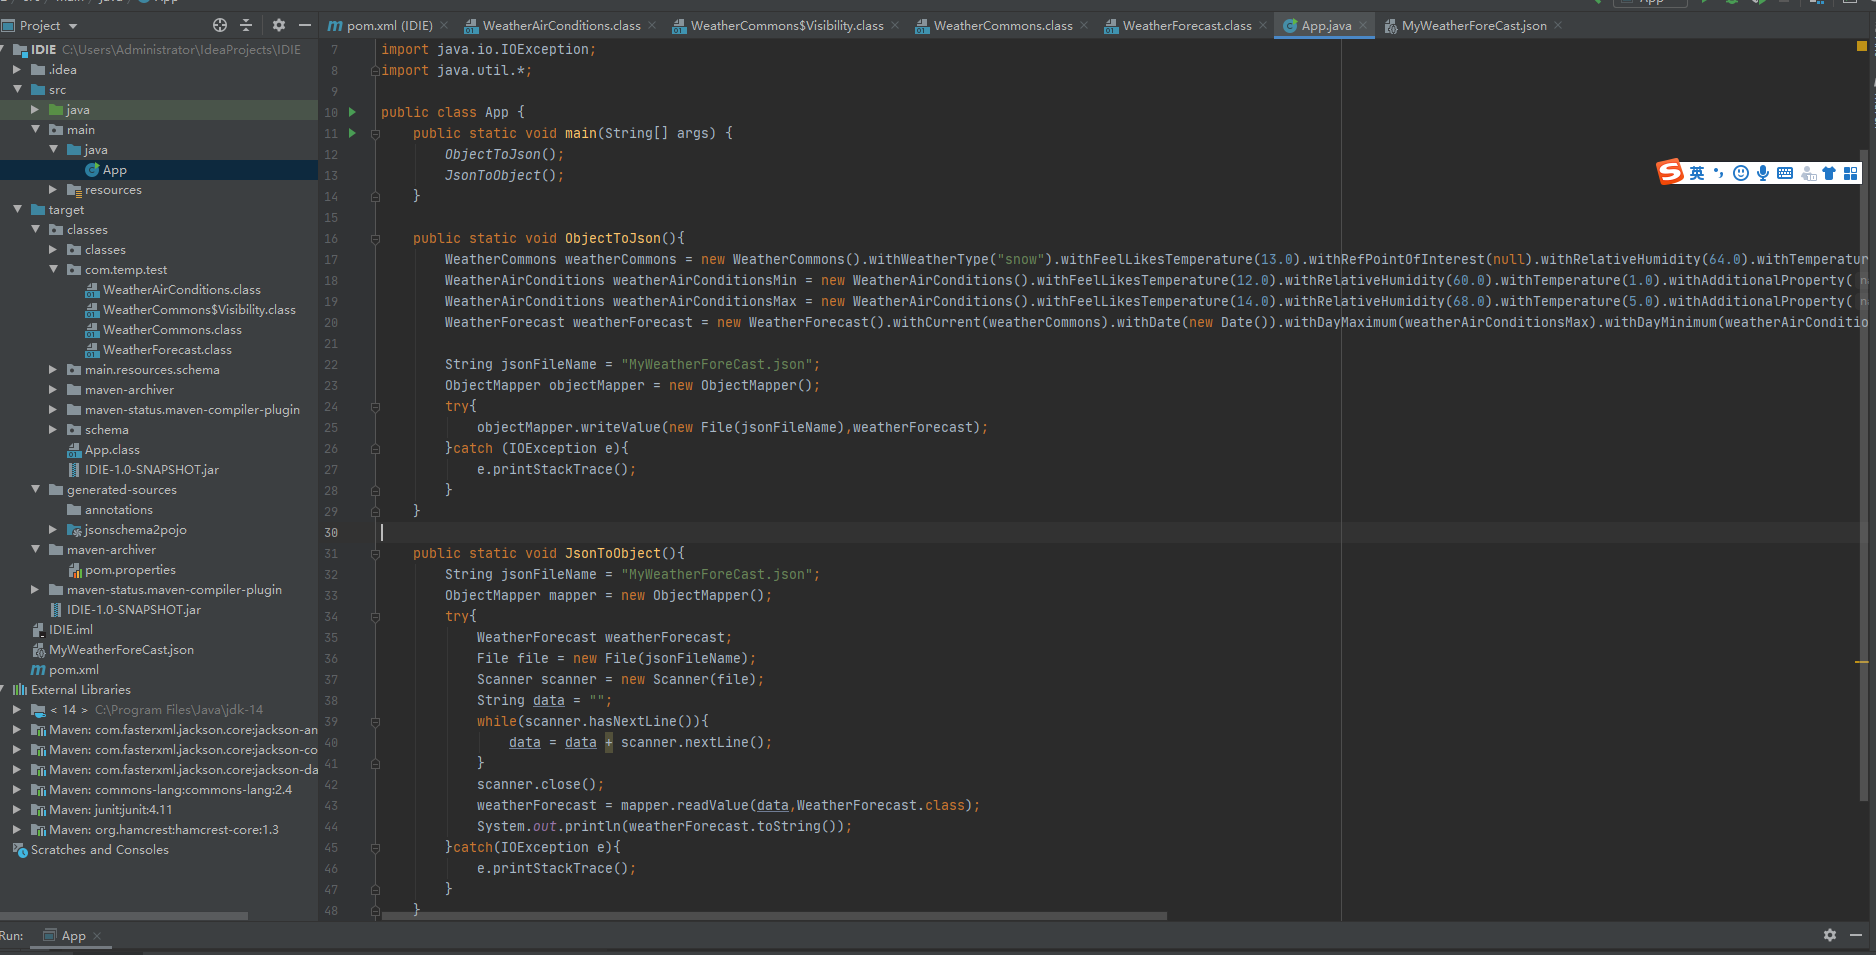 src main java App
App
Project
pom.xml (IDIE)
WeatherAirConditions.class
WeatherCommons$Visibility.class
WeatherCommons.class
WeatherForecast.class
App.java
MyWeatherForeCast.json
IDIE C:\Users\Administrator\IdeaProjects\IDIE
.idea
src
java
main
java
App
resources
target
classes
classes
com.temp.test
WeatherAirConditions.class
WeatherCommons$Visibility.class
WeatherCommons.class
WeatherForecast.class
main.resources.schema
maven-archiver
maven-status.maven-compiler-plugin
schema
App.class
IDIE-1.0-SNAPSHOT.jar
generated-sources
annotations
jsonschema2pojo
maven-archiver
pom.properties
maven-status.maven-compiler-plugin
IDIE-1.0-SNAPSHOT.jar
IDIE.iml
MyWeatherForeCast.json
pom.xml
External Libraries
< 14 > C:\Program Files\Java\jdk-14
Maven: com.fasterxml.jackson.core:jackson-an
Maven: com.fasterxml.jackson.core:jackson-co
Maven: com.fasterxml.jackson.core:jackson-da
Maven: commons-lang:commons-lang:2.4
Maven: junit:junit:4.11
Maven: org.hamcrest:hamcrest-core:1.3
Scratches and Consoles
7 import java.io.IOException;
8 import java.util.*;
9
10 public class App {
11 public static void main(String[] args) {
12 ObjectToJson();
13 JsonToObject();
14 }
15
16 public static void ObjectToJson(){
17 WeatherCommons weatherCommons = new WeatherCommons().withWeatherType("snow").withFeelLikesTemperature(13.0).withRefPointOfInterest(null).withRelativeHumidity(64.0).withTemperatur
18 WeatherAirConditions weatherAirConditionsMin = new WeatherAirConditions().withFeelLikesTemperature(12.0).withRelativeHumidity(60.0).withTemperature(1.0).withAdditionalProperty( na
19 WeatherAirConditions weatherAirConditionsMax = new WeatherAirConditions().withFeelLikesTemperature(14.0).withRelativeHumidity(68.0).withTemperature(5.0).withAdditionalProperty( na
20 WeatherForecast weatherForecast = new WeatherForecast().withCurrent(weatherCommons).withDate(new Date()).withDayMaximum(weatherAirConditionsMax).withDayMinimum(weatherAirConditio
21
22 String jsonFileName = "MyWeatherForeCast.json";
23 ObjectMapper objectMapper = new ObjectMapper();
24 try{
25 objectMapper.writeValue(new File(jsonFileName),weatherForecast);
26 }catch (IOException e){
27 e.printStackTrace();
28 }
29 }
30
31 public static void JsonToObject(){
32 String jsonFileName = "MyWeatherForeCast.json";
33 ObjectMapper mapper = new ObjectMapper();
34 try{
35 WeatherForecast weatherForecast;
36 File file = new File(jsonFileName);
37 Scanner scanner = new Scanner(file);
38 String data = "";
39 while(scanner.hasNextLine()){
40 data = data + scanner.nextLine();
41 }
42 scanner.close();
43 weatherForecast = mapper.readValue(data,WeatherForecast.class);
44 System.out.println(weatherForecast.toString());
45 }catch(IOException e){
46 e.printStackTrace();
47 }
48 }
英
Run: App